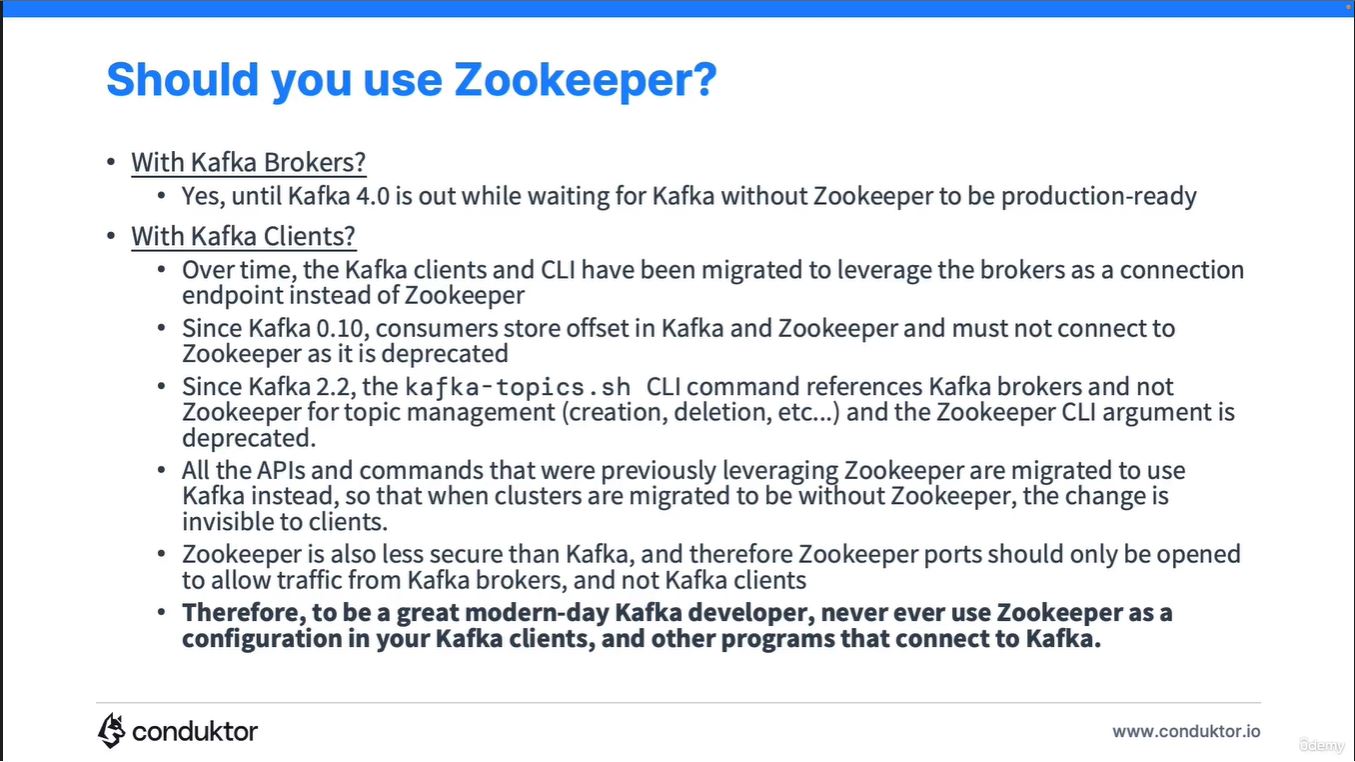 Should you use Zookeeper?
• With Kafka Brokers?
• Yes, until Kafka 4.0 is out while waiting for Kafka without Zookeeper to be production-ready
• With Kafka Clients?
• Over time, the Kafka clients and CLI have been migrated to leverage the brokers as a connection
endpoint instead of Zookeeper
• Since Kafka 0.10, consumers store offset in Kafka and Zookeeper and must not connect to
Zookeeper as it is deprecated
• Since Kafka 2.2, the kafka-topics.sh CLI command references Kafka brokers and not
Zookeeper for topic management (creation, deletion, etc...) and the Zookeeper CLI argument is
deprecated.
• All the APIs and commands that were previously leveraging Zookeeper are migrated to use
Kafka instead, so that when clusters are migrated to be without Zookeeper, the change is
invisible to clients.
• Zookeeper is also less secure than Kafka, and therefore Zookeeper ports should only be opened
to allow traffic from Kafka brokers, and not Kafka clients
• Therefore, to be a great modern-day Kafka developer, never ever use Zookeeper as a
configuration in your Kafka clients, and other programs that connect to Kafka.
conduktor
www.conduktor.io
ûdemy